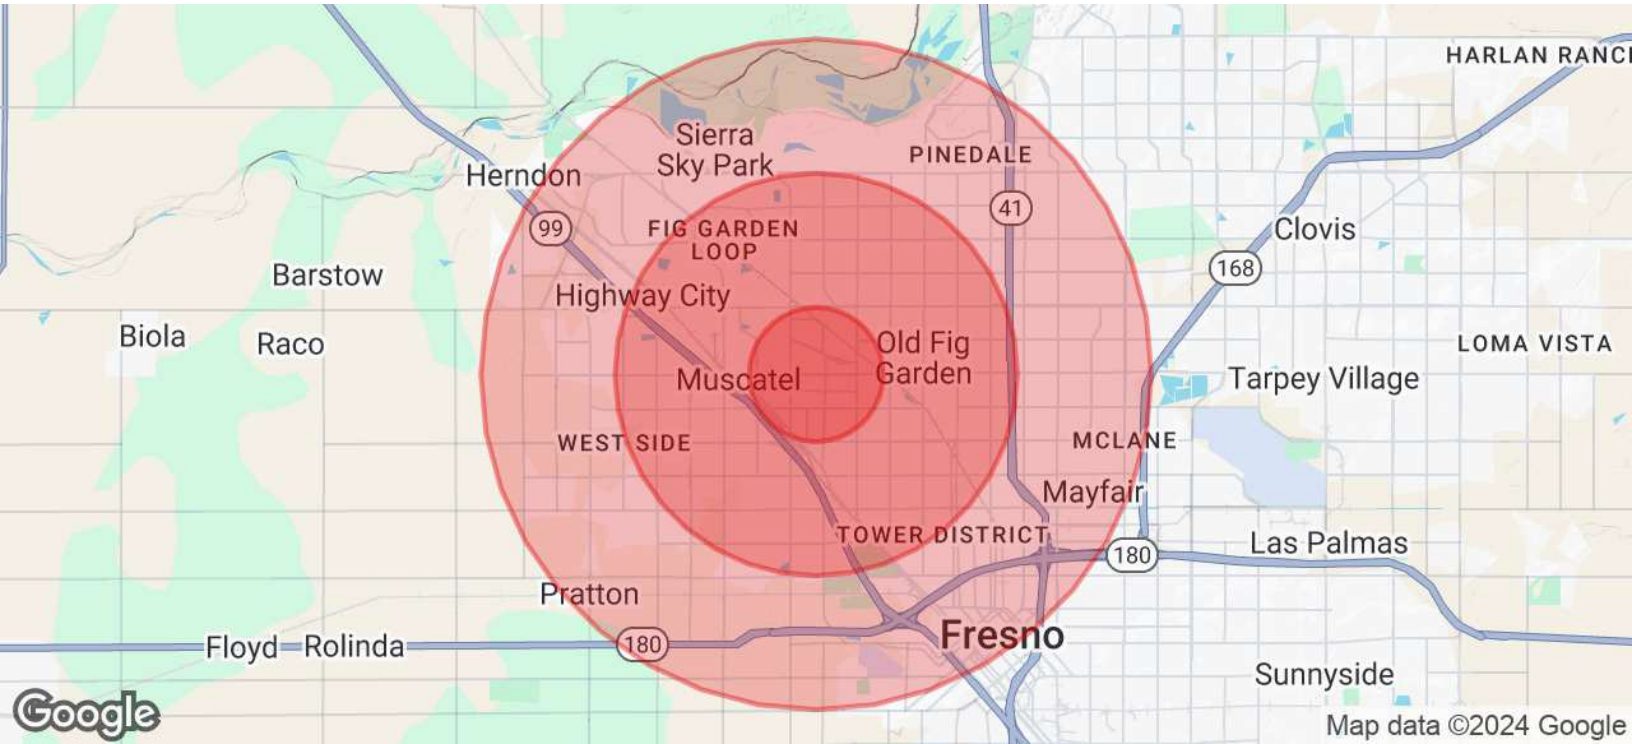 HARLAN RANC
Sierra
Sky Park
PINEDALE
Herndon
41
99
FIG GARDEN
LOOP
Clovis
168
Barstow
Highway City
Biola
Raco
Old Fig
Garden
LOMA VISTA
Muscatel
Tarpey Village
WEST SIDE
MCLANE
Mayfair
TOWER DISTRICT
180
Las Palmas
Pratton
Fresno
Floyd
Rolinda
180
Sunnyside
Google
Map data ©2024 Google